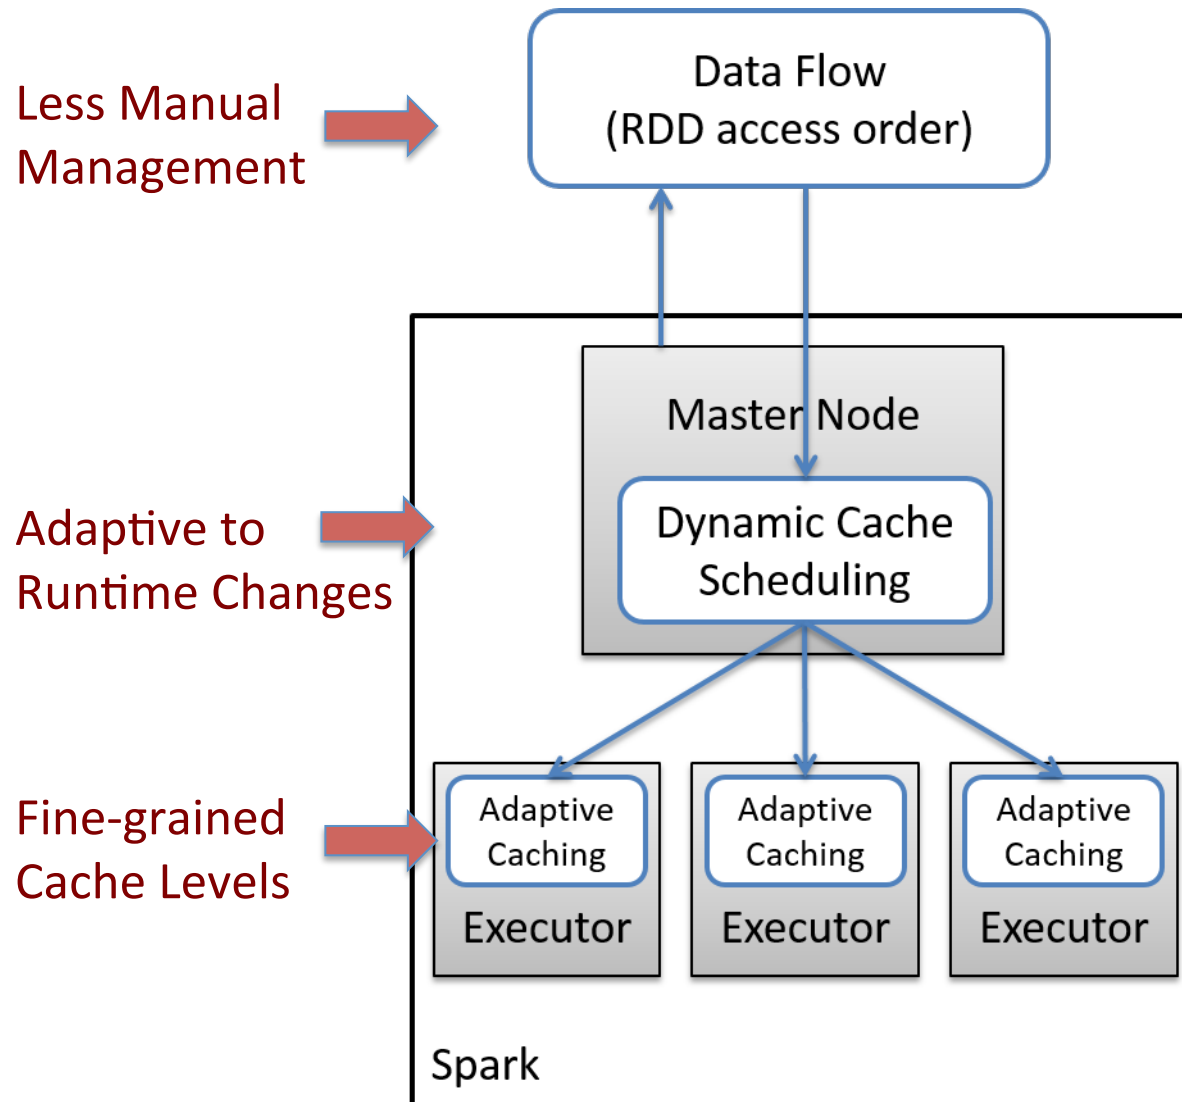 Data Flow
(RDD access order)
Less Manual
Management
Master Node
Dynamic Cache
Scheduling
Adaptive to
Runtime Changes
Fine-grained
Cache Levels
Adaptive
Caching
Executor
Adaptive
Caching
Executor
Adaptive
Caching
Executor
Spark